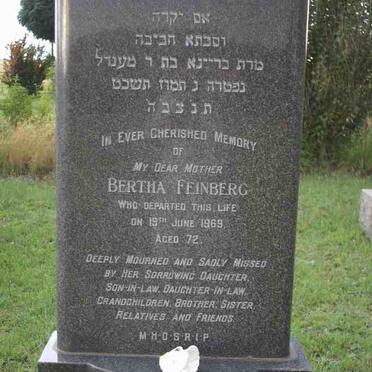 אם יקרה
וסבתא חביבה
מרת בריינא בת ר מענדל
נפטרה ג תמוז תשכט
ת נ צ ב ה
IN EVER CHERISHED MEMORY
OF
MY DEAR MOTHER
BERTHA FEINBERG
WHO DEPARTED THIS LIFE
ON 19TH JUNE 1969
AGED 72.
DEEPLY MOURNED AND SADLY MISSED
BY HER SORROWING DAUGHTER,
SON-IN-LAW, DAUGHTER-IN-LAW,
GRANDCHILDREN, BROTHER, SISTER,
RELATIVES AND FRIENDS.
M.H.D.S.R.I.P.